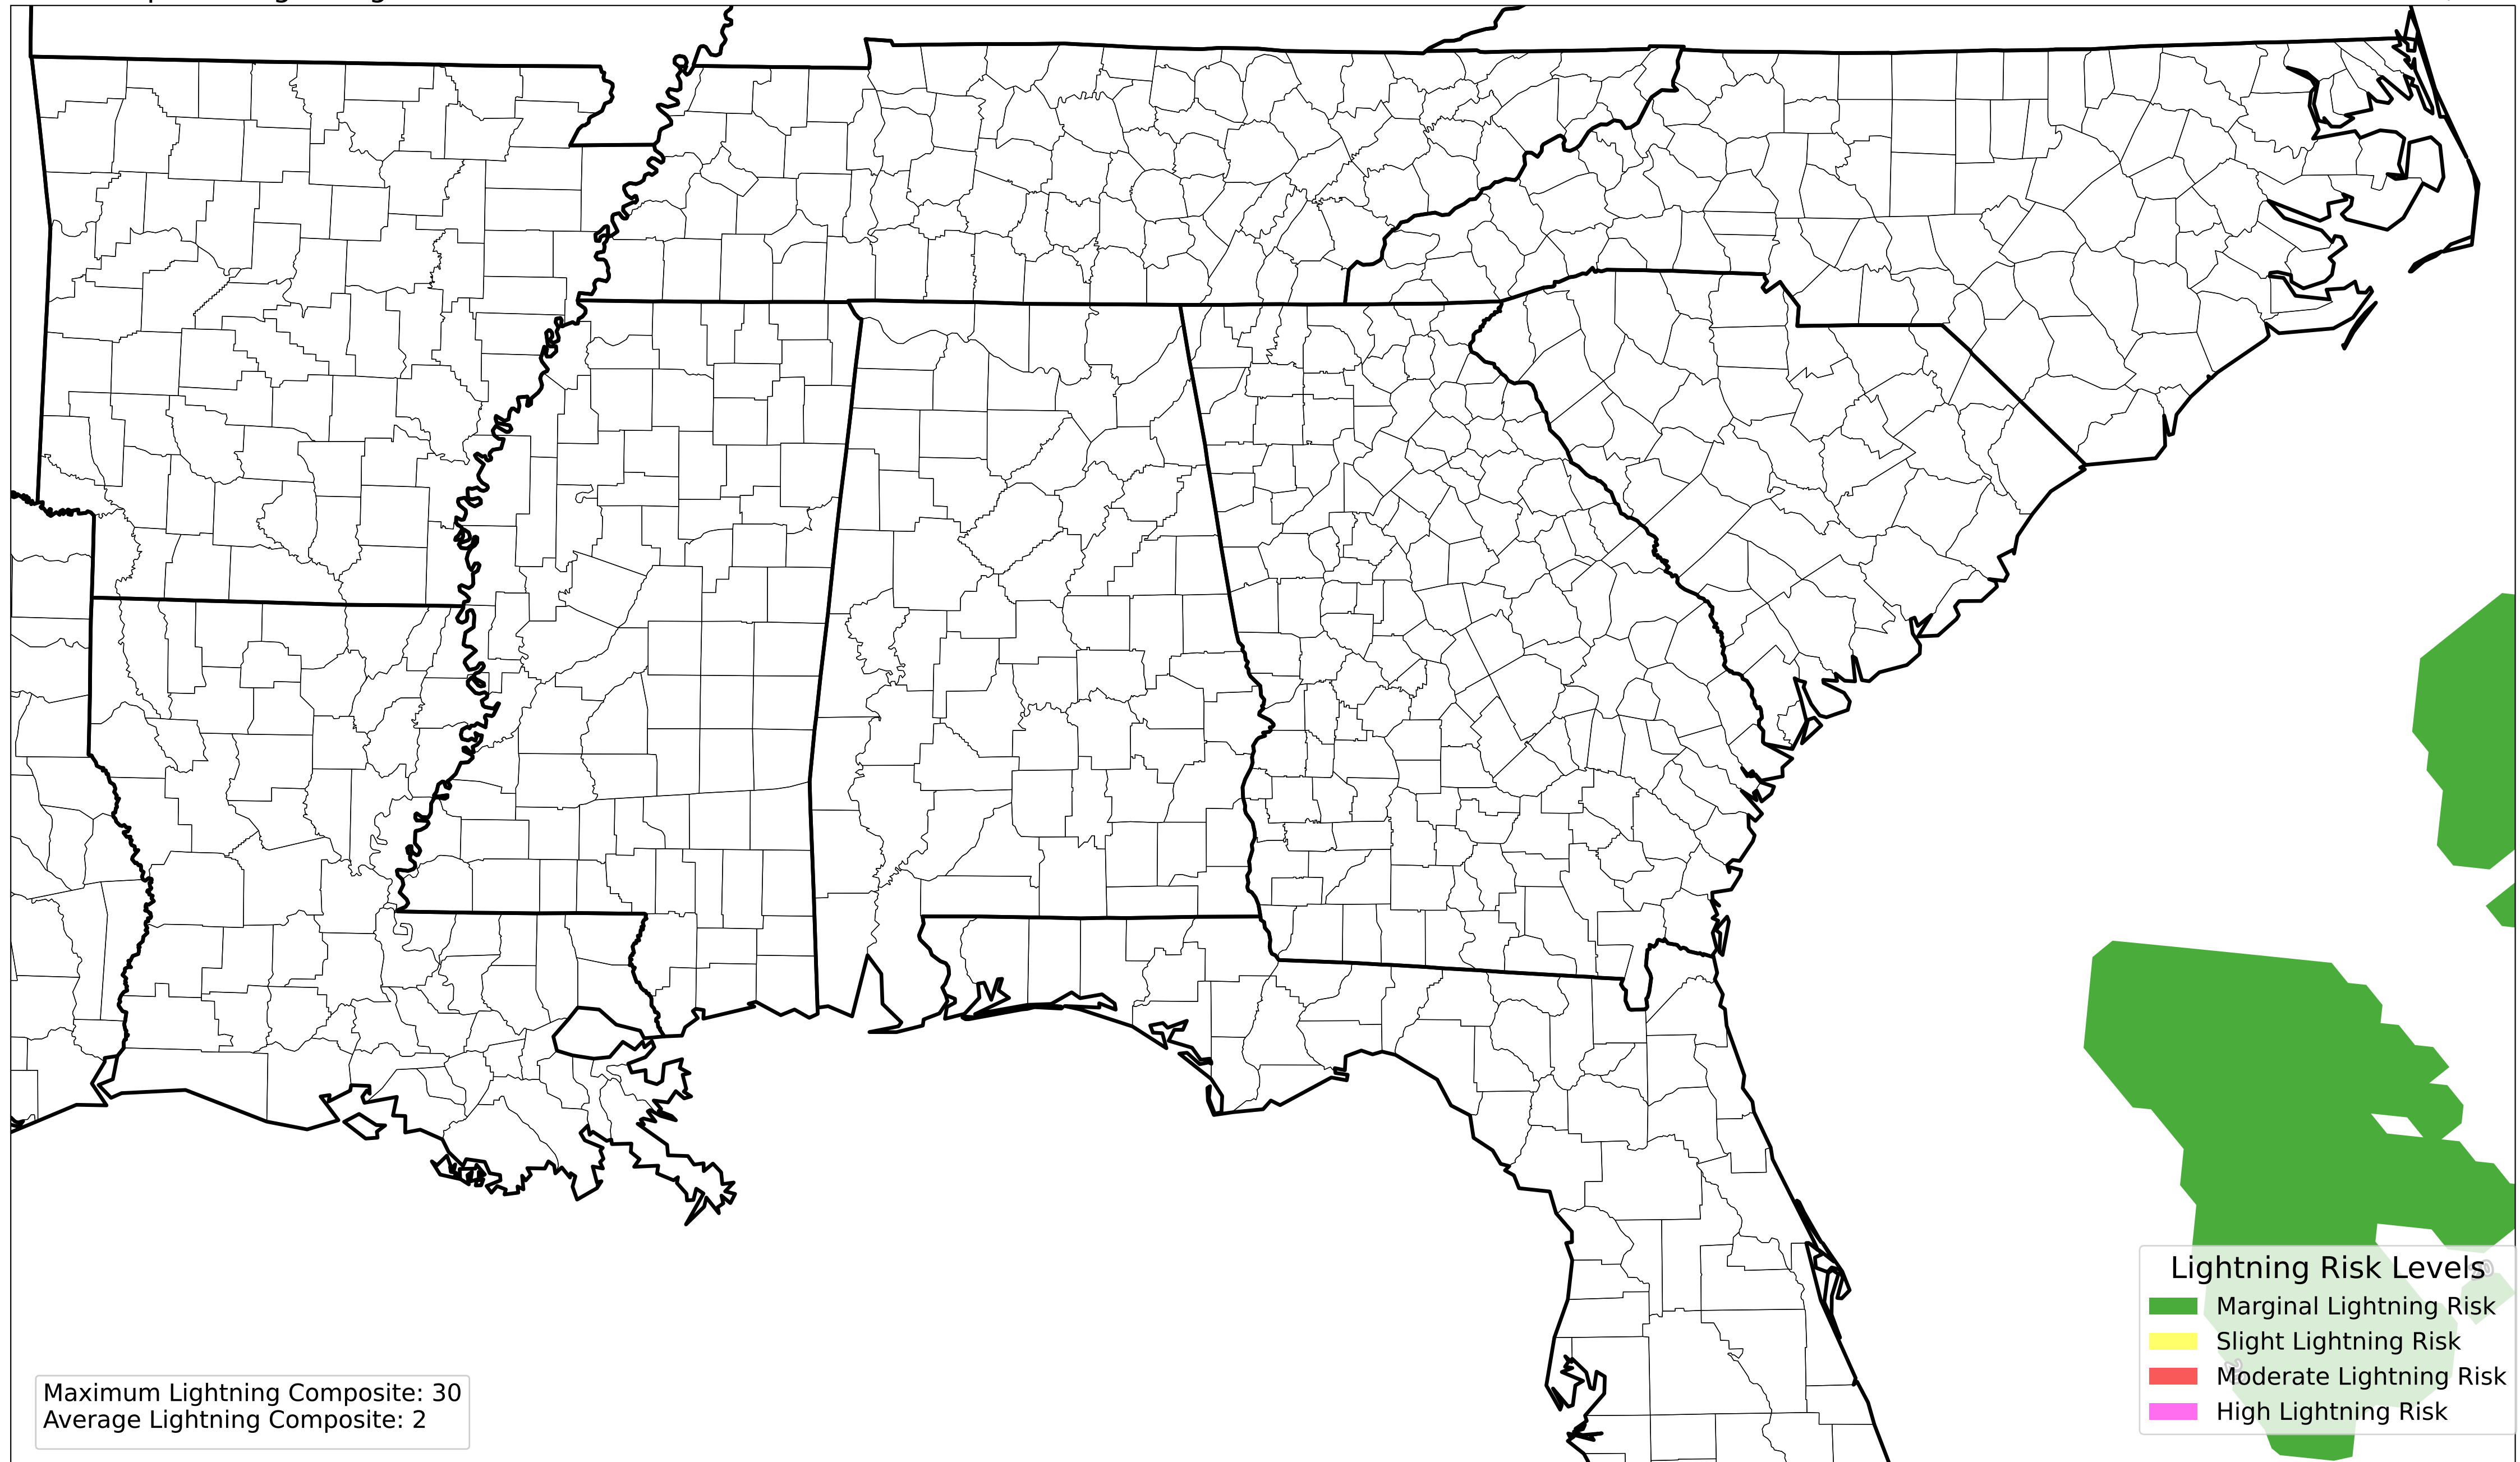 Lightning Risk Levels
Marginal Lightning Risk
Slight Lightning Risk
Moderate Lightning Risk
High Lightning Risk
Maximum Lightning Composite: 30
Average Lightning Composite: 2